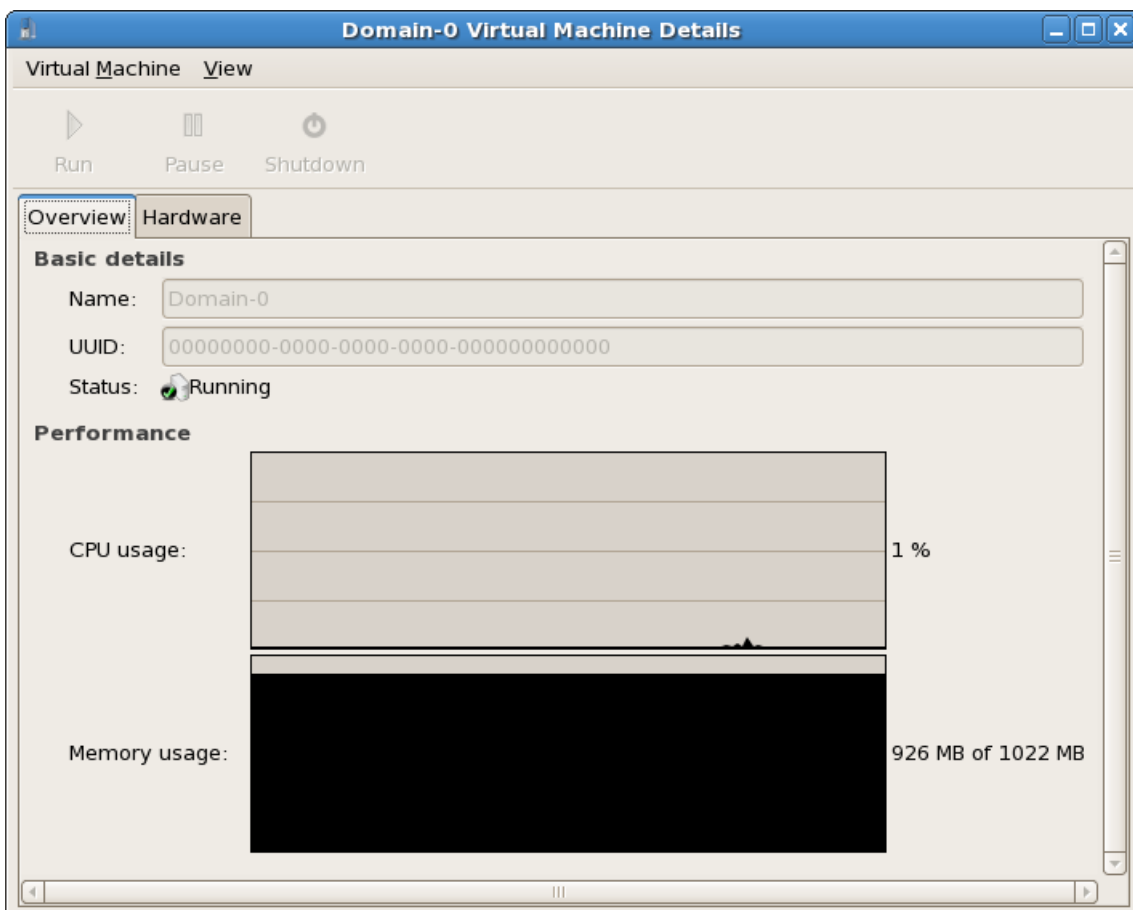 Domain-0 Virtual Machine Details
Virtual Machine View
Run Pause Shutdown
Overview Hardware
Basic details
Name: Domain-0
UUID: 00000000-0000-0000-0000-000000000000
Status: Running
Performance
CPU usage: 1 %
Memory usage: 926 MB of 1022 MB